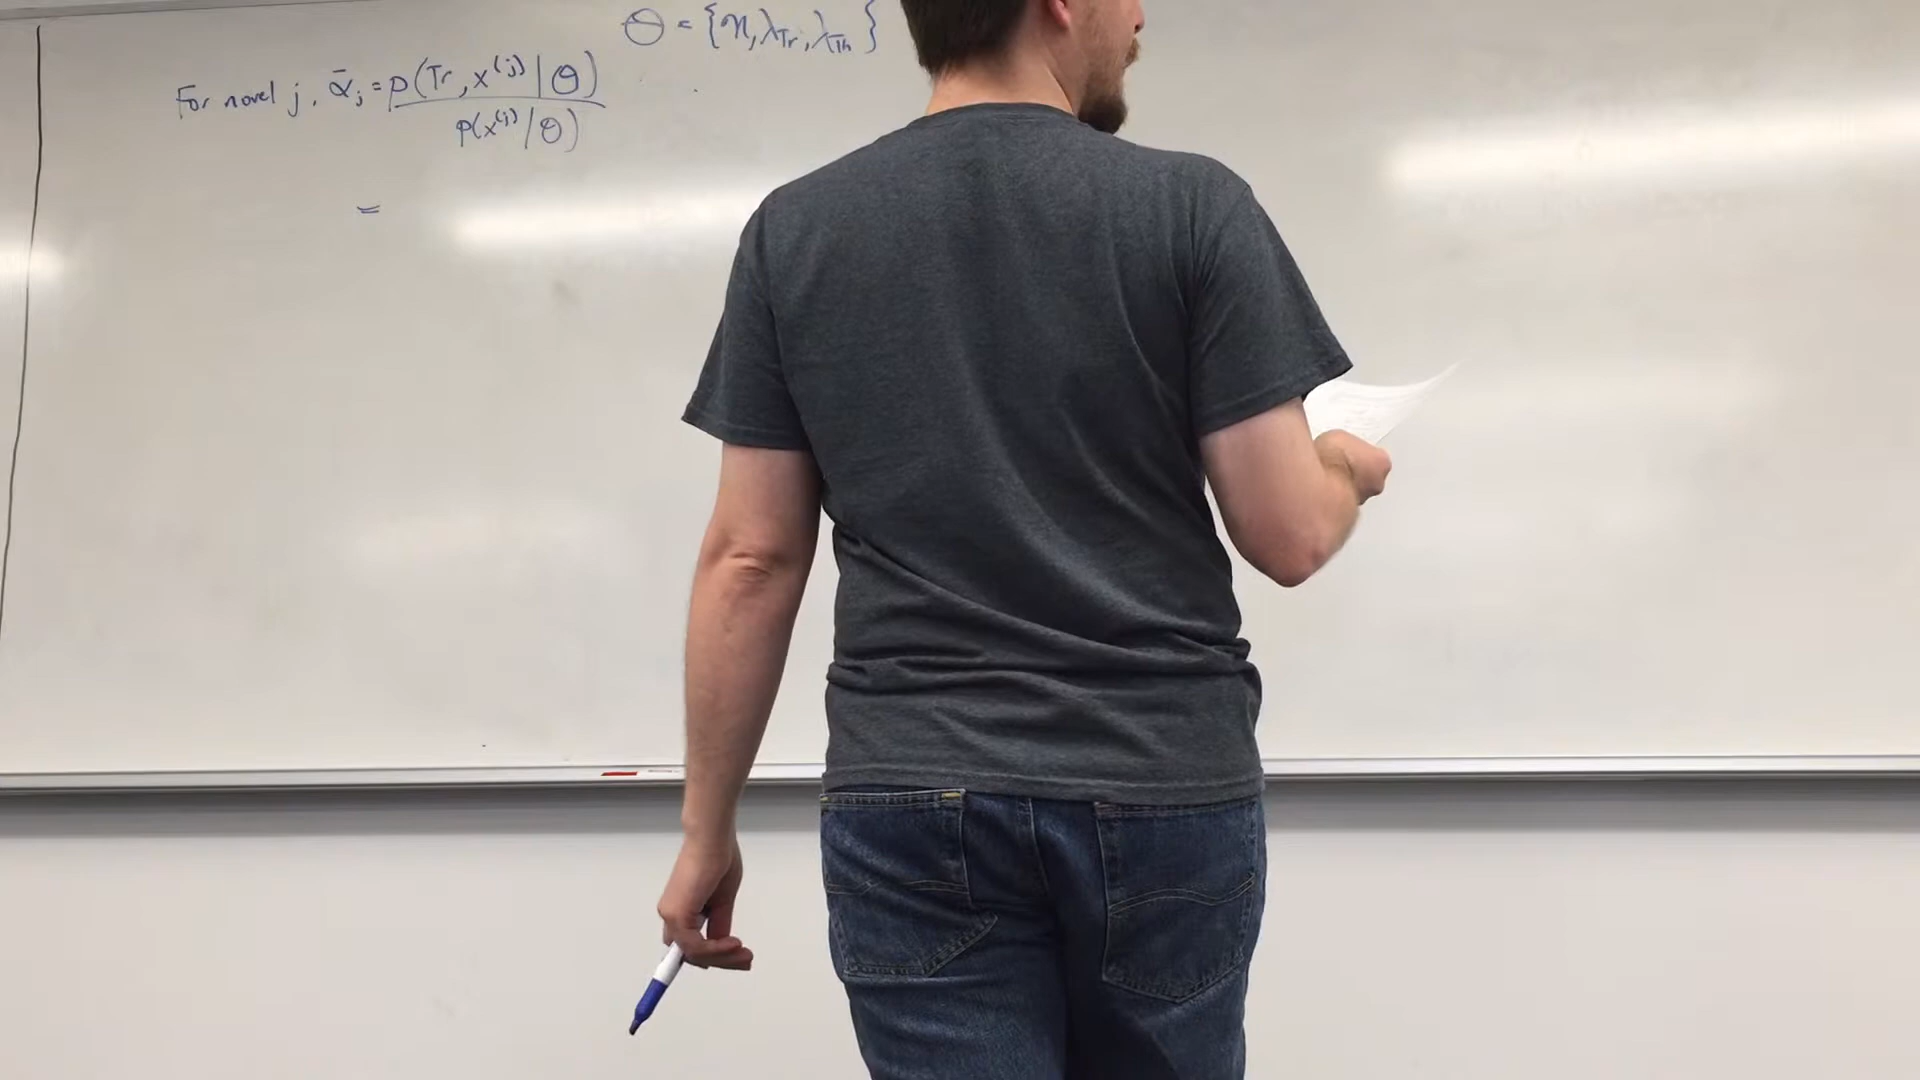 Θ = {π, λ_Tr, λ_Th}
For novel j, ᾱ_j = p(Tr, x^(j) | Θ)
p(x^(j) | Θ)
=